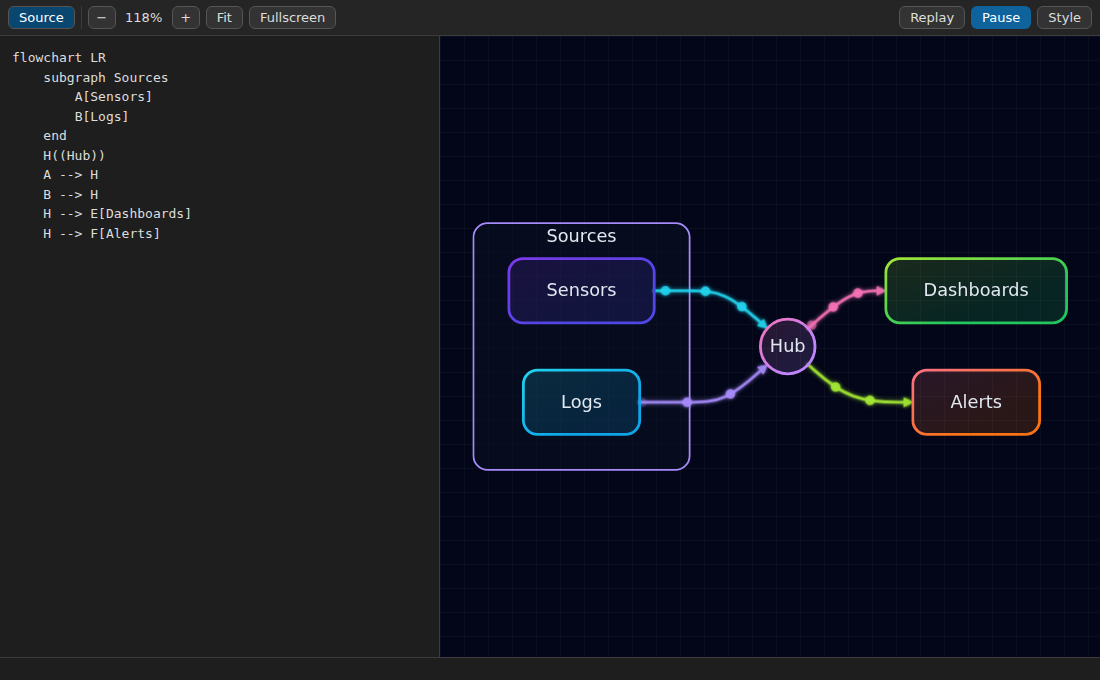 Source − 118% + Fit Fullscreen Replay Pause Style
flowchart LR
    subgraph Sources
        A[Sensors]
        B[Logs]
    end
    H((Hub))
    A --> H
    B --> H
    H --> E[Dashboards]
    H --> F[Alerts]
Sources
Sensors
Dashboards
Hub
Logs
Alerts